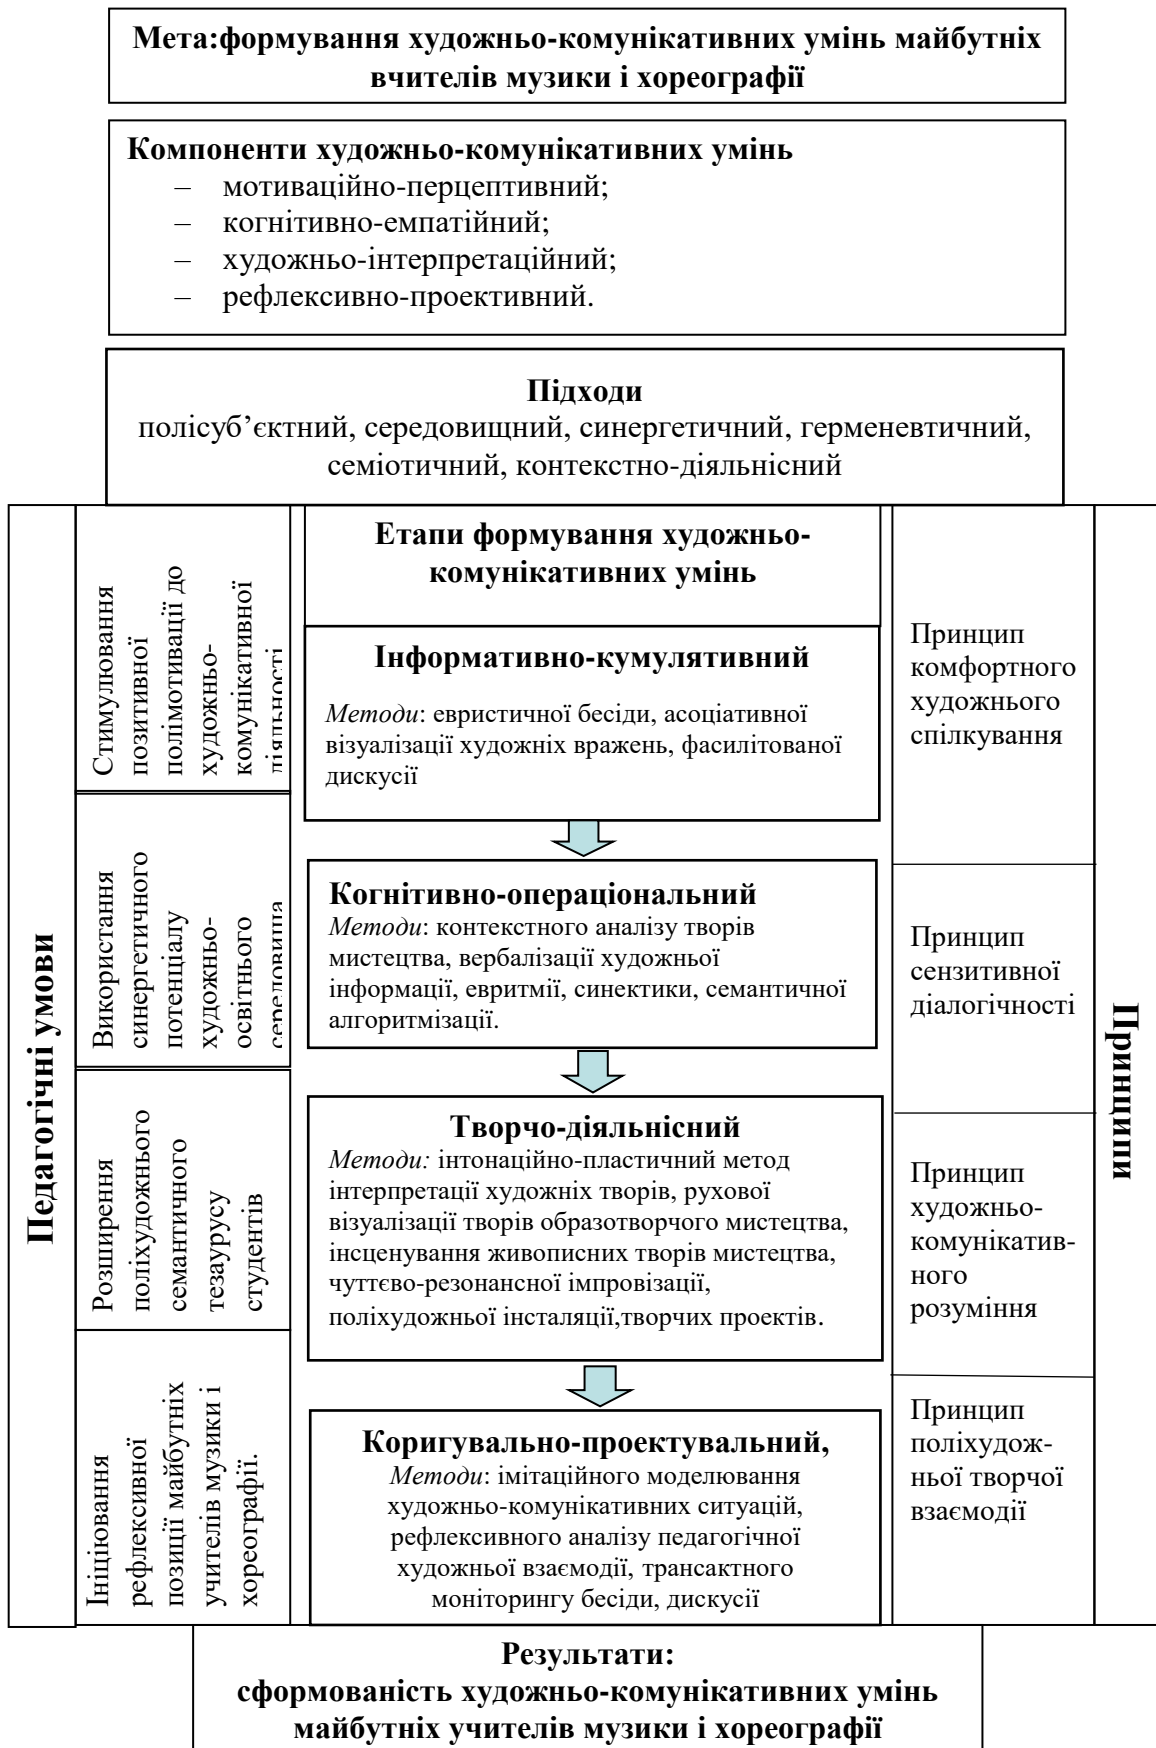 Мета:формування художньо-комунікативних умінь майбутніх
вчителів музики і хореографії
Компоненти художньо-комунікативних умінь
– мотиваційно-перцептивний;
– когнітивно-емпатійний;
– художньо-інтерпретаційний;
– рефлексивно-проективний.
Підходи
полісуб’єктний, середовищний, синергетичний, герменевтичний,
семіотичний, контекстно-діяльнісний
Педагогічні умови
Стимулювання
позитивної
полімотивації до
художньо-
комунікативної
діяльності
Використання
синергетичного
потенціалу
художньо-
освітнього
середовища
Розширення
поліхудожнього
семантичного
тезаурусу
студентів
Ініціювання
рефлексивної
позиції майбутніх
учителів музики і
хореографії.
Етапи формування художньо-
комунікативних умінь
Інформативно-кумулятивний
Методи: евристичної бесіди, асоціативної
візуалізації художніх вражень, фасилітованої
дискусії
Когнітивно-операціональний
Методи: контекстного аналізу творів
мистецтва, вербалізації художньої
інформації, евритмії, синектики, семантичної
алгоритмізації.
Творчо-діяльнісний
Методи: інтонаційно-пластичний метод
інтерпретації художніх творів, рухової
візуалізації творів образотворчого мистецтва,
інсценування живописних творів мистецтва,
чуттєво-резонансної імпровізації,
поліхудожньої інсталяції,творчих проектів.
Коригувально-проектувальний,
Методи: імітаційного моделювання
художньо-комунікативних ситуацій,
рефлексивного аналізу педагогічної
художньої взаємодії, трансактного
моніторингу бесіди, дискусії
Принцип
комфортного
художнього
спілкування
Принцип
сензитивної
діалогічності
Принцип
художньо-
комунікатив-
ного
розуміння
Принцип
поліхудож-
ньої творчої
взаємодії
Принципи
Результати:
сформованість художньо-комунікативних умінь
майбутніх учителів музики і хореографії